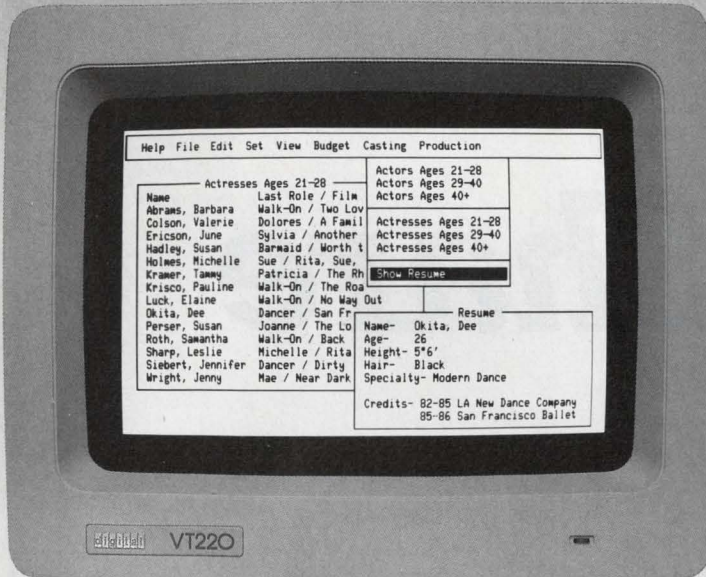 Help File Edit Set View Budget Casting Production
Actors Ages 21-28
Actors Ages 29-40
Actors Ages 40+
Actresses Ages 21-28
Actresses Ages 29-40
Actresses Ages 40+
Show Resume
Actresses Ages 21-28
Name Last Role / Film
Abrams, Barbara Walk-On / Two Lov
Colson, Valerie Dolores / A Famil
Ericson, June Sylvia / Another
Hadley, Susan Barmaid / Worth t
Holmes, Michelle Sue / Rita, Sue,
Kramer, Tammy Patricia / The Rh
Krisco, Pauline Walk-On / The Roa
Luck, Elaine Walk-On / No Way Out
Okita, Dee Dancer / San Fr
Perser, Susan Joanne / The Lo
Roth, Samantha Walk-On / Back
Sharp, Leslie Michelle / Rita
Siebert, Jennifer Dancer / Dirty
Wright, Jenny Mae / Near Dark
Resume
Name- Okita, Dee
Age- 26
Height- 5"6'
Hair- Black
Specialty- Modern Dance
Credits- 82-85 LA New Dance Company
85-86 San Francisco Ballet
digital VT220